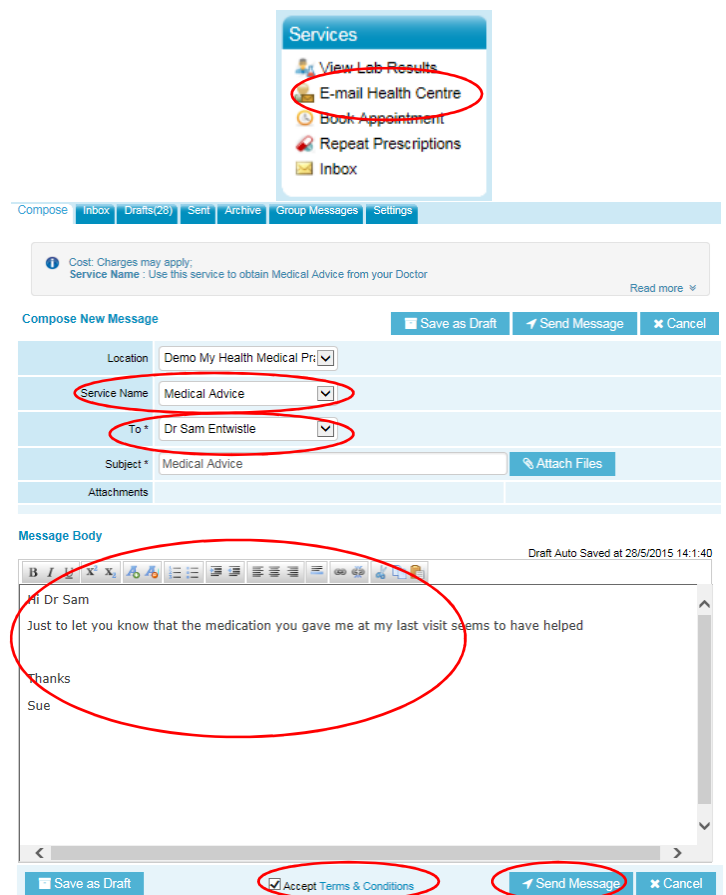 Services
View Lab Results
E-mail Health Centre
Book Appointment
Repeat Prescriptions
Inbox
Compose Inbox Drafts(28) Sent Archive Group Messages Settings
Cost: Charges may apply;
Service Name : Use this service to obtain Medical Advice from your Doctor
Read more
Compose New Message Save as Draft Send Message Cancel
Location Demo My Health Medical Pra
Service Name Medical Advice
To * Dr Sam Entwistle
Subject * Medical Advice Attach Files
Attachments
Message Body
Draft Auto Saved at 28/5/2015 14:1:40
B I U X² X₂
Hi Dr Sam
Just to let you know that the medication you gave me at my last visit seems to have helped
Thanks
Sue
Save as Draft Accept Terms & Conditions Send Message Cancel